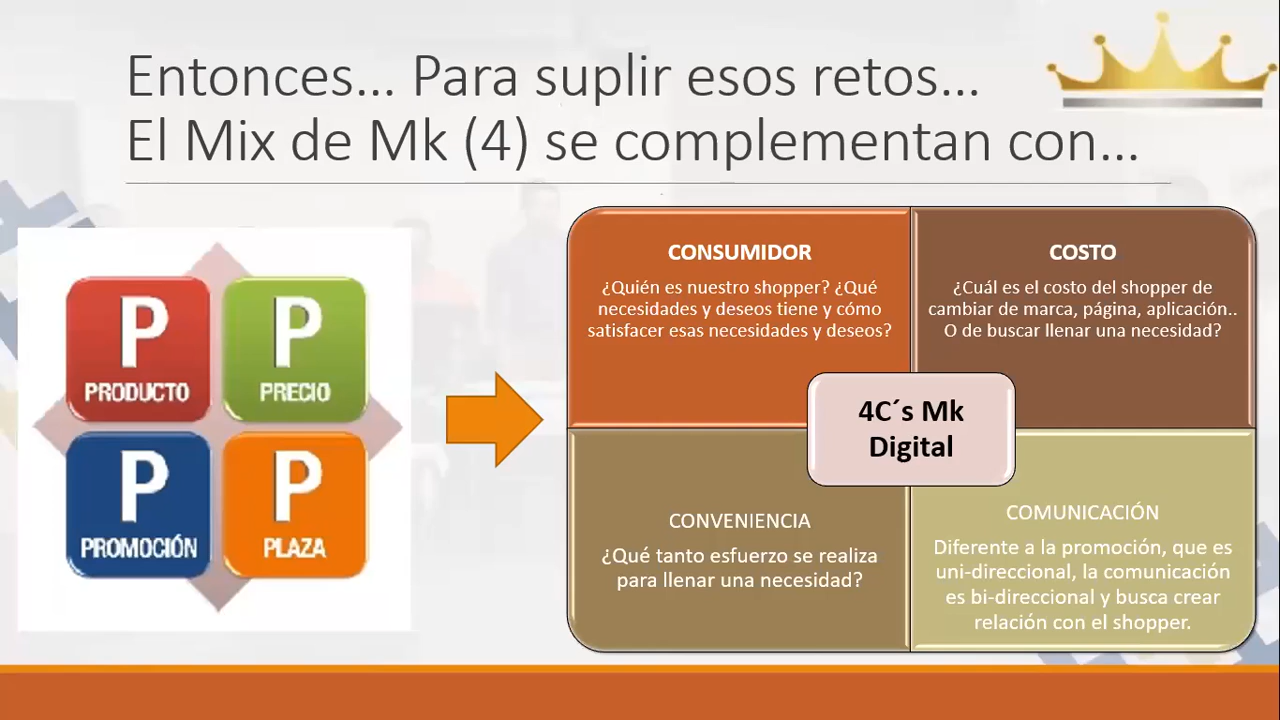 Entonces... Para suplir esos retos...
El Mix de Mk (4) se complementan con...
P
PRODUCTO
P
PRECIO
P
PROMOCIÓN
P
PLAZA
CONSUMIDOR
¿Quién es nuestro shopper? ¿Qué
necesidades y deseos tiene y cómo
satisfacer esas necesidades y deseos?
COSTO
¿Cuál es el costo del shopper de
cambiar de marca, página, aplicación..
O de buscar llenar una necesidad?
4C´s Mk
Digital
CONVENIENCIA
¿Qué tanto esfuerzo se realiza
para llenar una necesidad?
COMUNICACIÓN
Diferente a la promoción, que es
uni-direccional, la comunicación
es bi-direccional y busca crear
relación con el shopper.